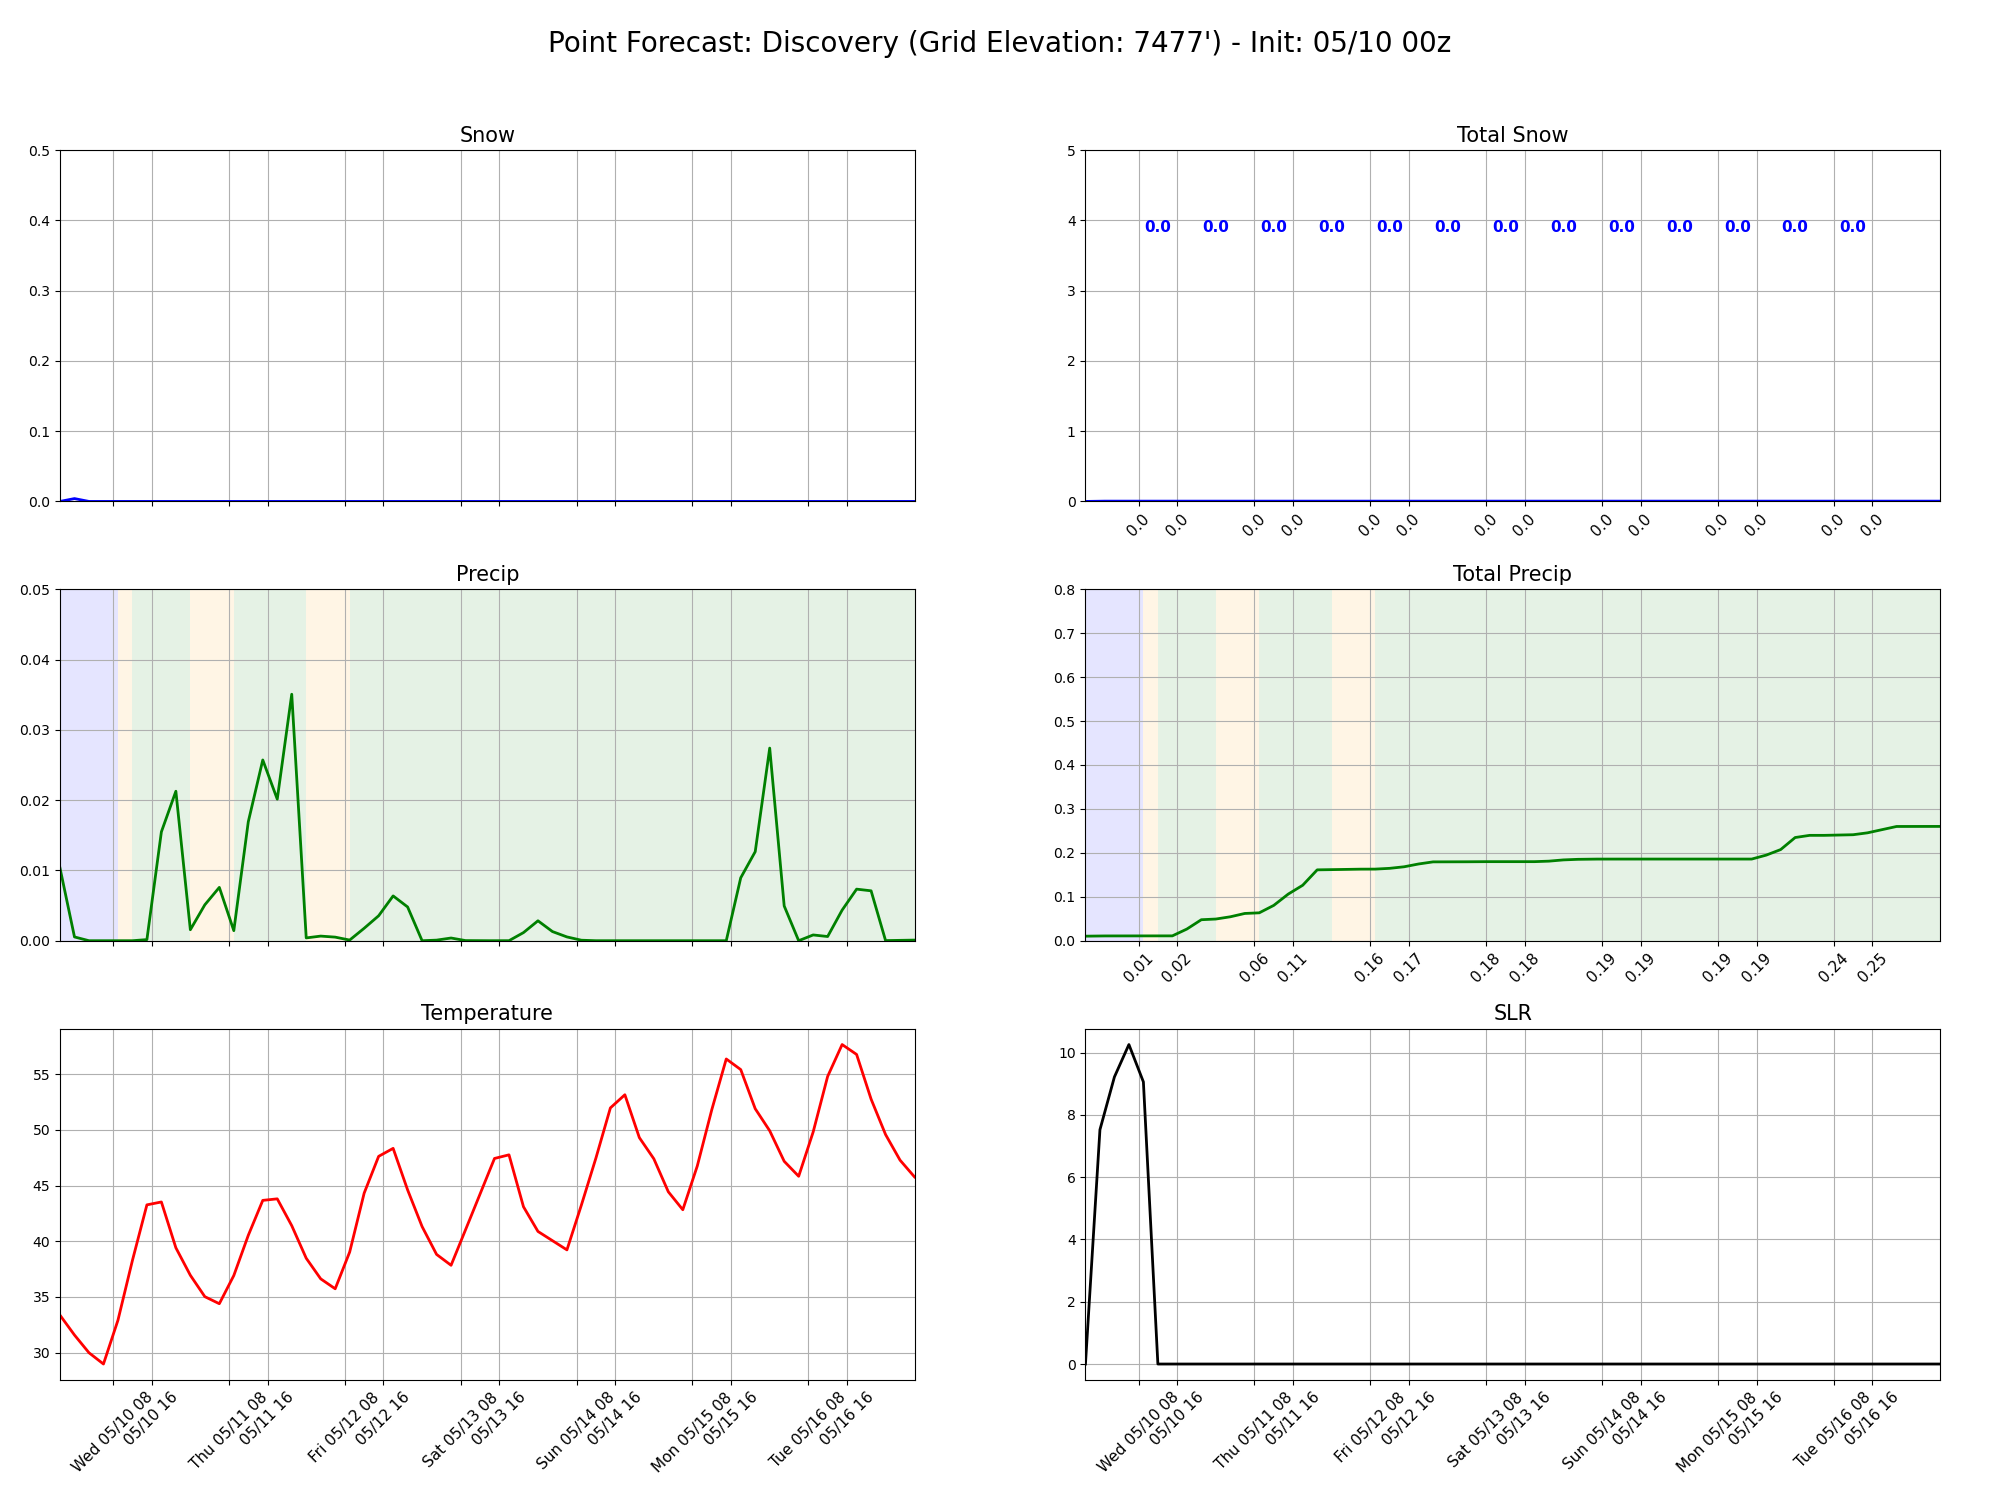 Point Forecast: Discovery (Grid Elevation: 7477') - Init: 05/10 00z
Snow
0.5
0.4
0.3
0.2
0.1
0.0
Total Snow
5
4
3
2
1
0
0.0 0.0 0.0 0.0 0.0 0.0 0.0 0.0 0.0 0.0 0.0 0.0 0.0
0.0 0.0 0.0 0.0 0.0 0.0 0.0 0.0 0.0 0.0 0.0 0.0 0.0 0.0
Precip
0.05
0.04
0.03
0.02
0.01
0.00
Total Precip
0.8
0.7
0.6
0.5
0.4
0.3
0.2
0.1
0.0
0.01 0.02 0.06 0.11 0.16 0.17 0.18 0.18 0.19 0.19 0.19 0.19 0.24 0.25
Temperature
55
50
45
40
35
30
Wed 05/10 08
05/10 16
Thu 05/11 08
05/11 16
Fri 05/12 08
05/12 16
Sat 05/13 08
05/13 16
Sun 05/14 08
05/14 16
Mon 05/15 08
05/15 16
Tue 05/16 08
05/16 16
SLR
10
8
6
4
2
0
Wed 05/10 08
05/10 16
Thu 05/11 08
05/11 16
Fri 05/12 08
05/12 16
Sat 05/13 08
05/13 16
Sun 05/14 08
05/14 16
Mon 05/15 08
05/15 16
Tue 05/16 08
05/16 16